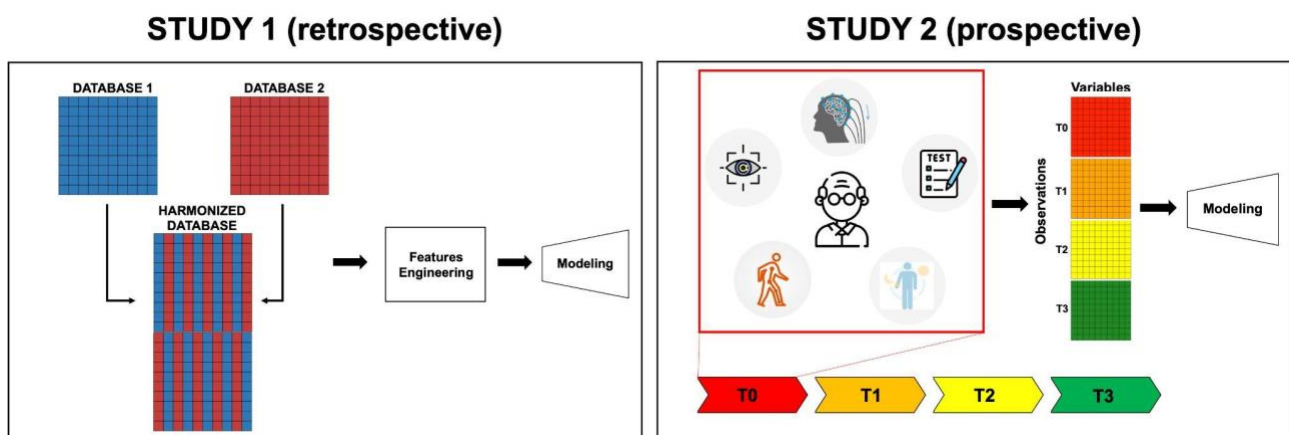 STUDY 1 (retrospective)
DATABASE 1
DATABASE 2
HARMONIZED
DATABASE
Features
Engineering
Modeling
STUDY 2 (prospective)
TEST
Variables
Observations
T0
T1
T2
T3
Modeling
T0
T1
T2
T3